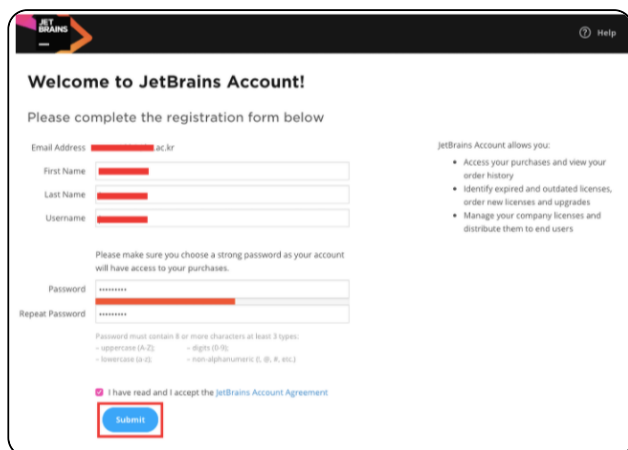 JET
BRAINS
Help
Welcome to JetBrains Account!
Please complete the registration form below
Email Address .ac.kr
First Name
Last Name
Username
Please make sure you choose a strong password as your account
will have access to your purchases.
Password •••••••••
Repeat Password •••••••••
Password must contain 8 or more characters at least 3 types:
- uppercase (A-Z); - digits (0-9);
- lowercase (a-z); - non-alphanumeric (!, @, #, etc.)
I have read and I accept the JetBrains Account Agreement
Submit
JetBrains Account allows you:
• Access your purchases and view your
order history
• Identify expired and outdated licenses,
order new licenses and upgrades
• Manage your company licenses and
distribute them to end users